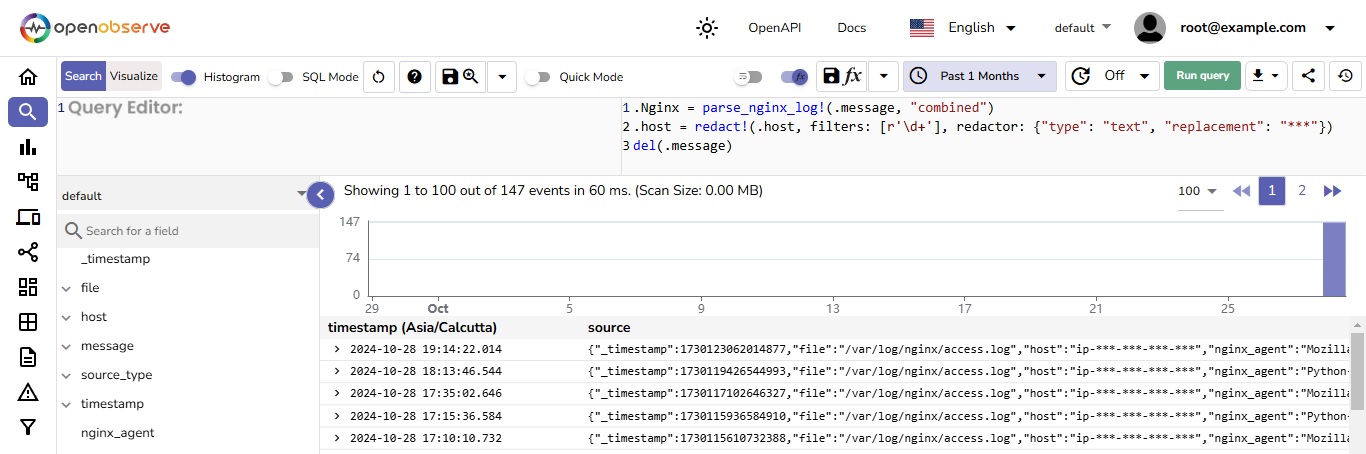 openobserve OpenAPI Docs English default root@example.com
Search Visualize Histogram SQL Mode Quick Mode fx fx Past 1 Months Off Run query
1 Query Editor:
1 .Nginx = parse_nginx_log!(.message, "combined")
2 .host = redact!(.host, filters: [r'\d+'], redactor: {"type": "text", "replacement": "***"})
3 del(.message)
default
Showing 1 to 100 out of 147 events in 60 ms. (Scan Size: 0.00 MB) 100 1 2
Search for a field
_timestamp
file
host
message
source_type
timestamp
nginx_agent
147
74
0
29 Oct 5 9 13 17 21 25
timestamp (Asia/Calcutta) source
2024-10-28 19:14:22.014 {"_timestamp":1730123062014877,"file":"/var/log/nginx/access.log","host":"ip-***-***-***-***","nginx_agent":"Mozilla
2024-10-28 18:13:46.544 {"_timestamp":1730119426544993,"file":"/var/log/nginx/access.log","host":"ip-***-***-***-***","nginx_agent":"Python-
2024-10-28 17:35:02.646 {"_timestamp":1730117102646327,"file":"/var/log/nginx/access.log","host":"ip-***-***-***-***","nginx_agent":"Mozilla
2024-10-28 17:15:36.584 {"_timestamp":1730115936584910,"file":"/var/log/nginx/access.log","host":"ip-***-***-***-***","nginx_agent":"Python-
2024-10-28 17:10:10.732 {"_timestamp":1730115610732388,"file":"/var/log/nginx/access.log","host":"ip-***-***-***-***","nginx_agent":"Mozilla